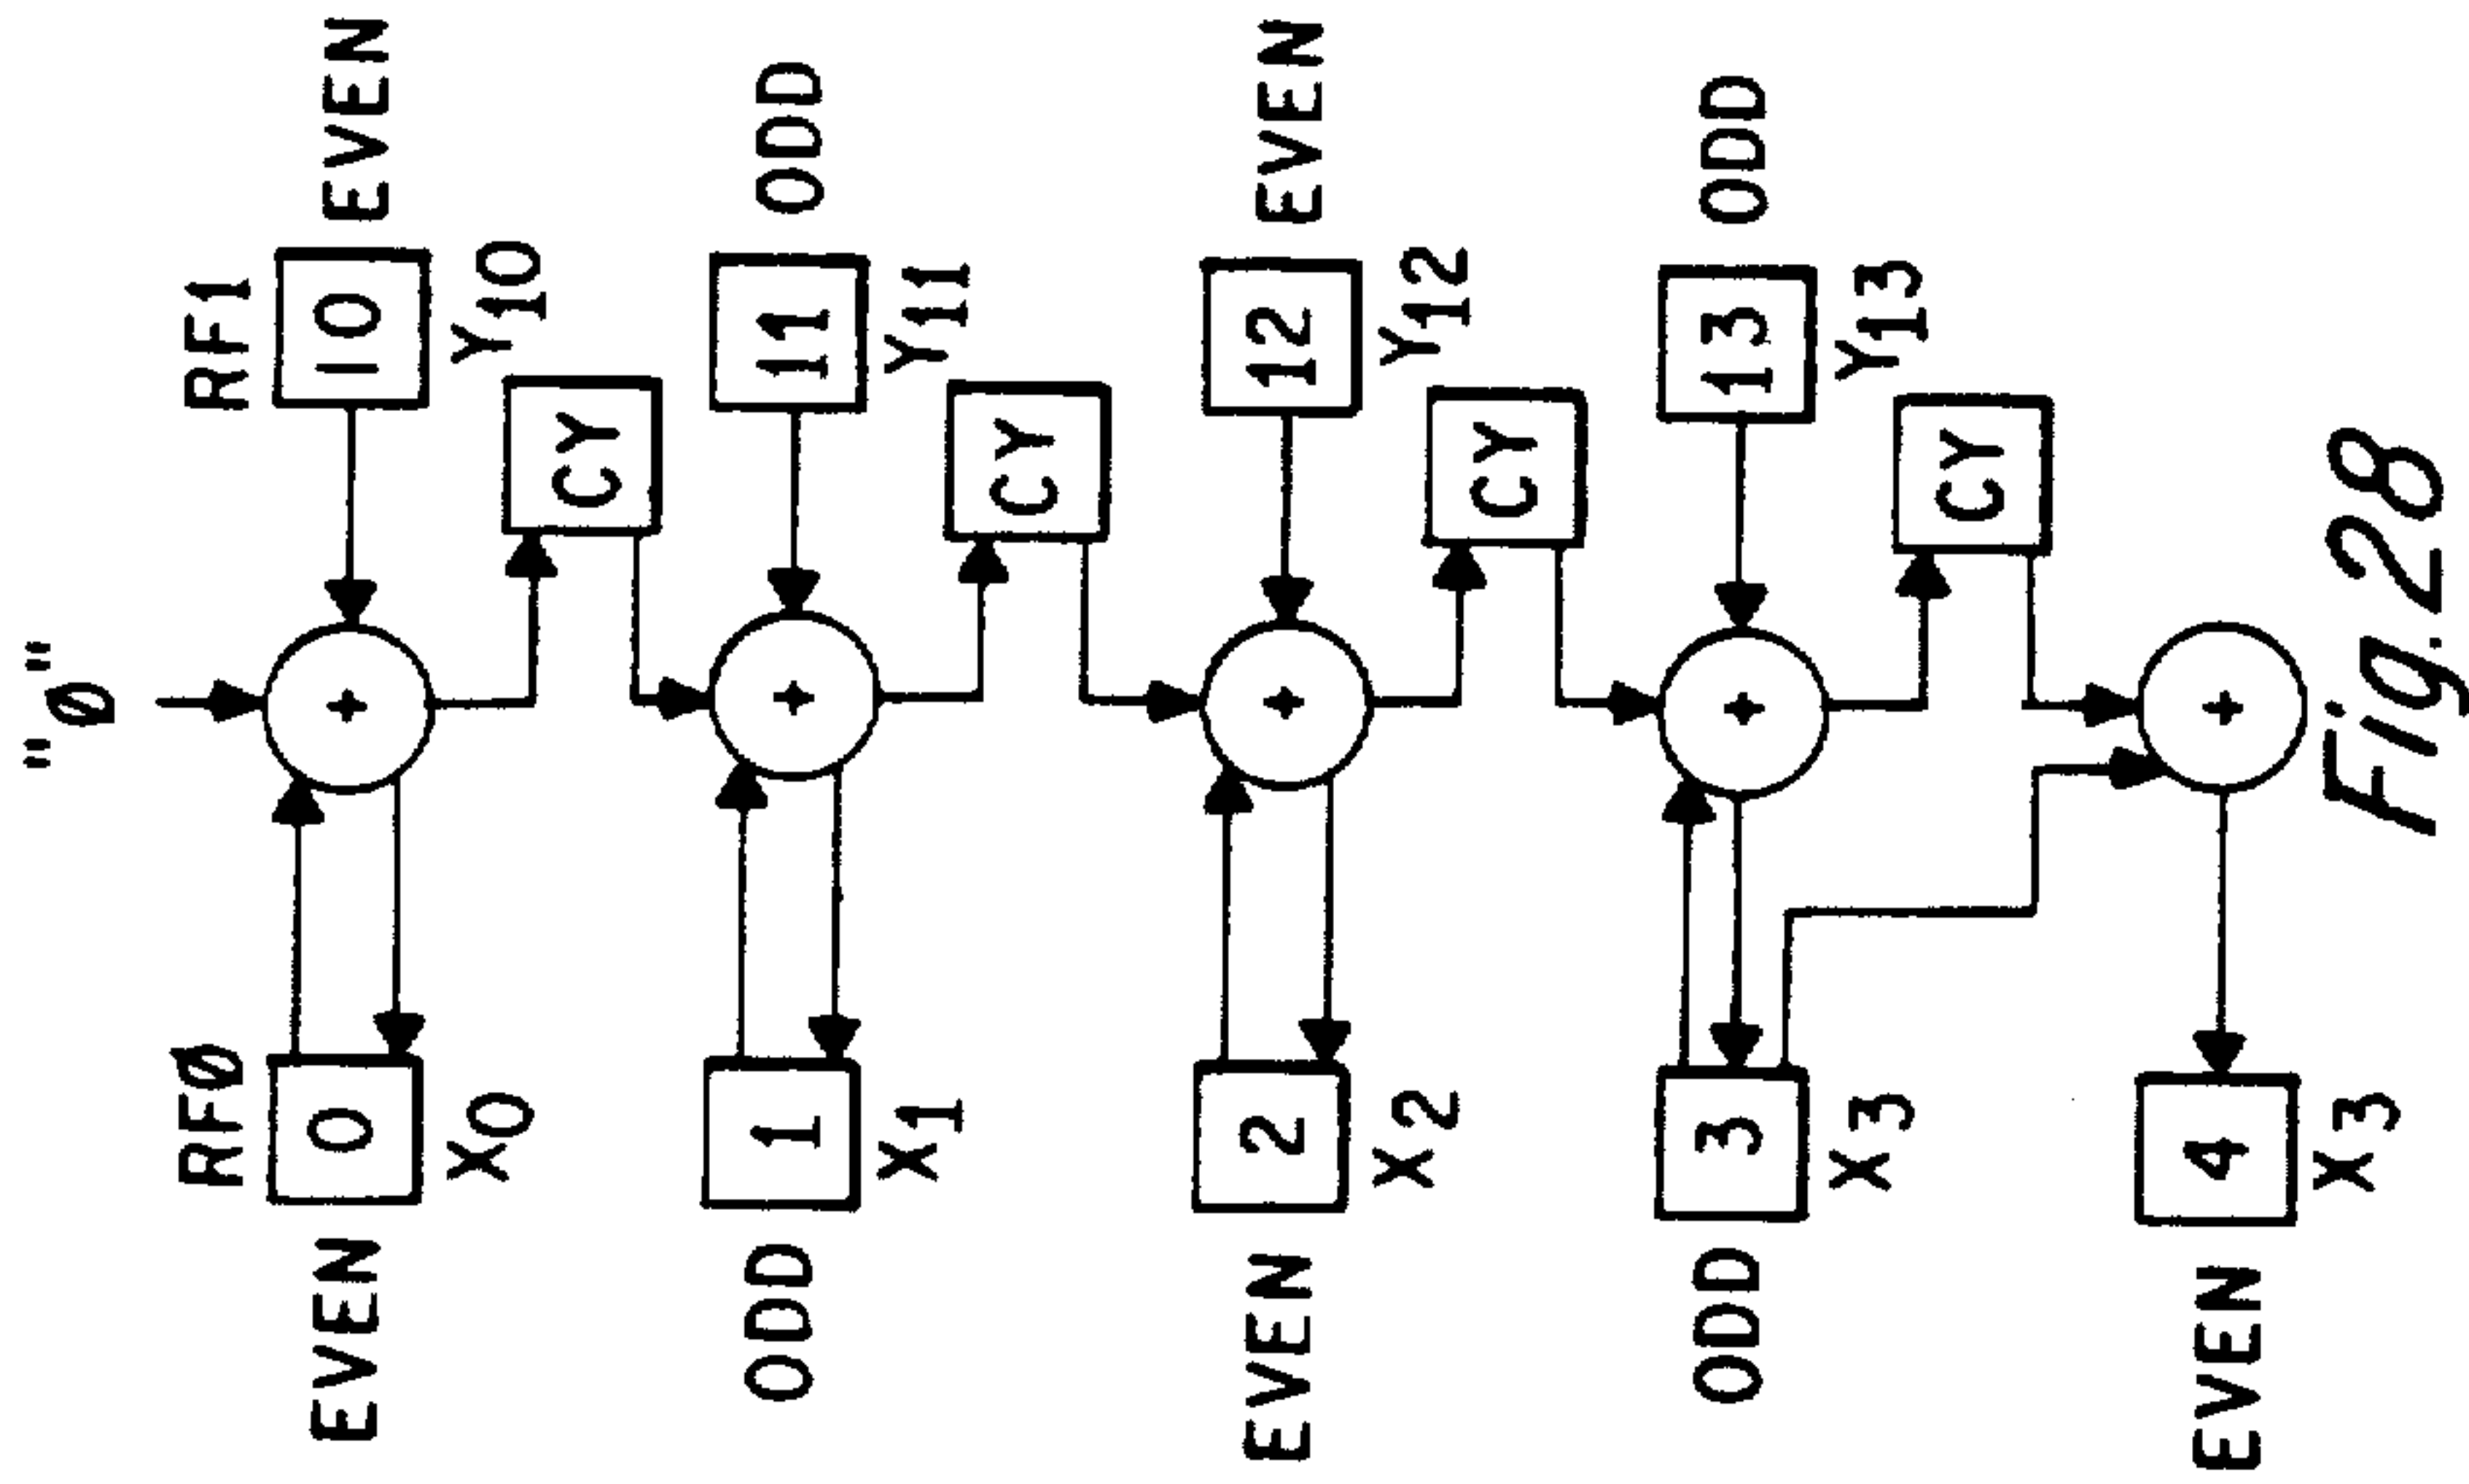 "Ø"
RFØ RF1
EVEN 0 + 10 EVEN
X0 Y10
CY
ODD 1 + 11 ODD
X1 Y11
CY
EVEN 2 + 12 EVEN
X2 Y12
CY
ODD 3 + 13 ODD
X3 Y13
CY
EVEN 4 +
X3
Fig. 28